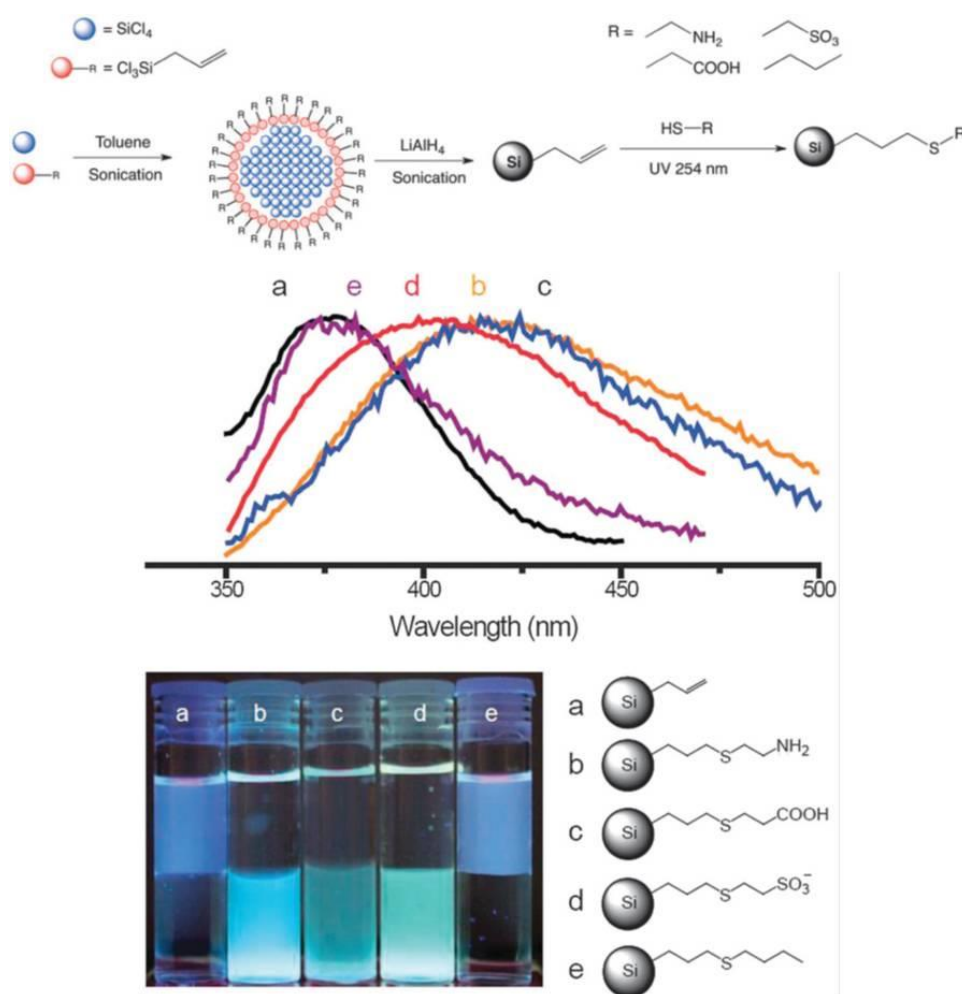 = SiCl4
R = Cl3Si
R = NH2 SO3
COOH
R
Toluene
Sonication
R R R R R R R R R R R R R R R R R R R R R R R R R R R R
LiAlH4
Sonication
Si
HS—R
UV 254 nm
Si S R
a e d b c
350 400 450 500
Wavelength (nm)
a b c d e
a Si
b Si S NH2
c Si S COOH
d Si S SO3−
e Si S